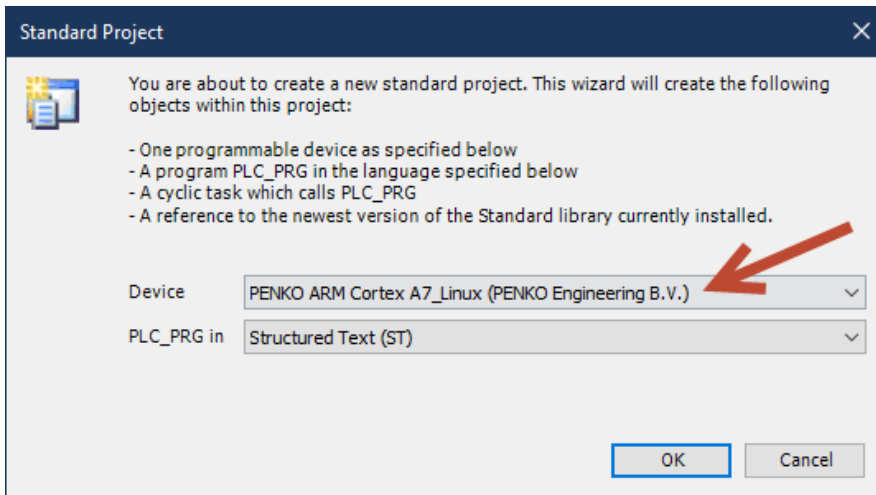 Standard Project
You are about to create a new standard project. This wizard will create the following
objects within this project:
- One programmable device as specified below
- A program PLC_PRG in the language specified below
- A cyclic task which calls PLC_PRG
- A reference to the newest version of the Standard library currently installed.
Device PENKO ARM Cortex A7_Linux (PENKO Engineering B.V.)
PLC_PRG in Structured Text (ST)
OK Cancel